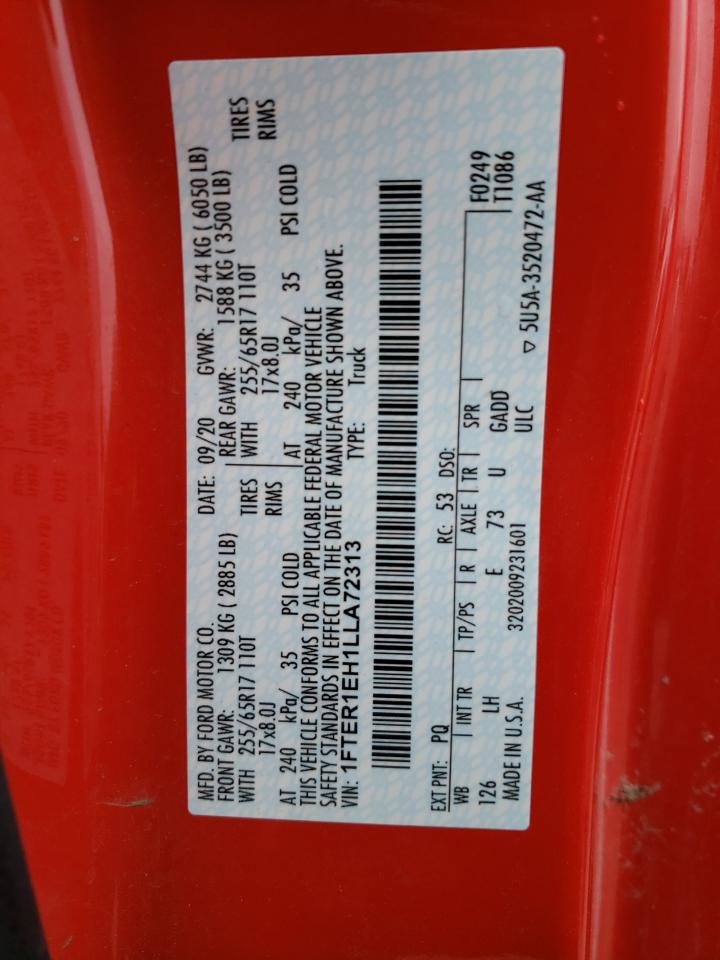 MFD. BY FORD MOTOR CO. DATE: 09/20 GVWR: 2744 KG ( 6050 LB)
FRONT GAWR: 1309 KG ( 2885 LB) REAR GAWR: 1588 KG ( 3500 LB)
WITH 255/65R17 110T TIRES WITH 255/65R17 110T TIRES
17x8.0J RIMS 17x8.0J RIMS
AT 240 kPa/ 35 PSI COLD AT 240 kPa/ 35 PSI COLD
THIS VEHICLE CONFORMS TO ALL APPLICABLE FEDERAL MOTOR VEHICLE
SAFETY STANDARDS IN EFFECT ON THE DATE OF MANUFACTURE SHOWN ABOVE.
VIN: 1FTER1EH1LLA72313 TYPE: Truck
EXT PNT: PQ RC: 53 DSO: F0249
WB INT TR TP/PS R AXLE TR SPR T1086
126 LH E 73 U GADD
ULC
MADE IN U.S.A. 3202009231601 ▽ 5U5A-3520472-AA